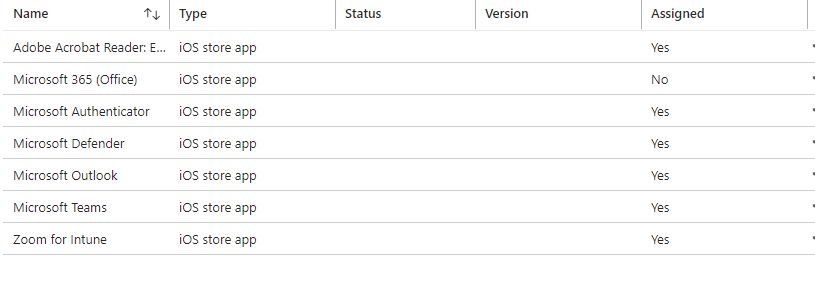 Name Type Status Version Assigned
Adobe Acrobat Reader: E... iOS store app Yes
Microsoft 365 (Office) iOS store app No
Microsoft Authenticator iOS store app Yes
Microsoft Defender iOS store app Yes
Microsoft Outlook iOS store app Yes
Microsoft Teams iOS store app Yes
Zoom for Intune iOS store app Yes